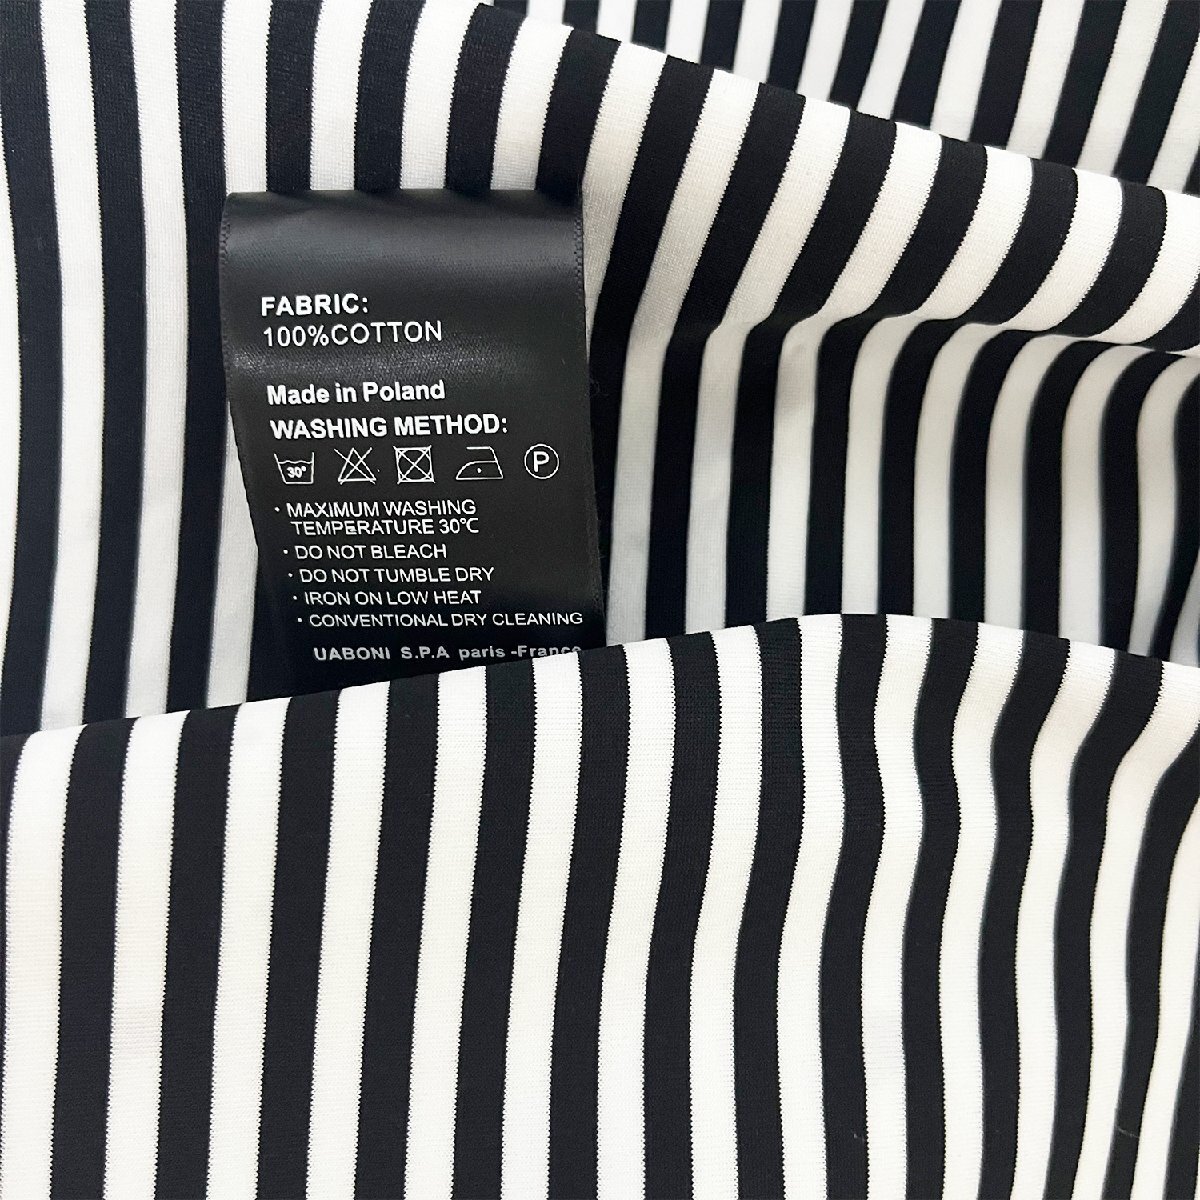 FABRIC:
100%COTTON
Made in Poland
WASHING METHOD:
30°
P
· MAXIMUM WASHING
TEMPERATURE 30℃
· DO NOT BLEACH
· DO NOT TUMBLE DRY
· IRON ON LOW HEAT
· CONVENTIONAL DRY CLEANING
UABONI S.P.A paris -France